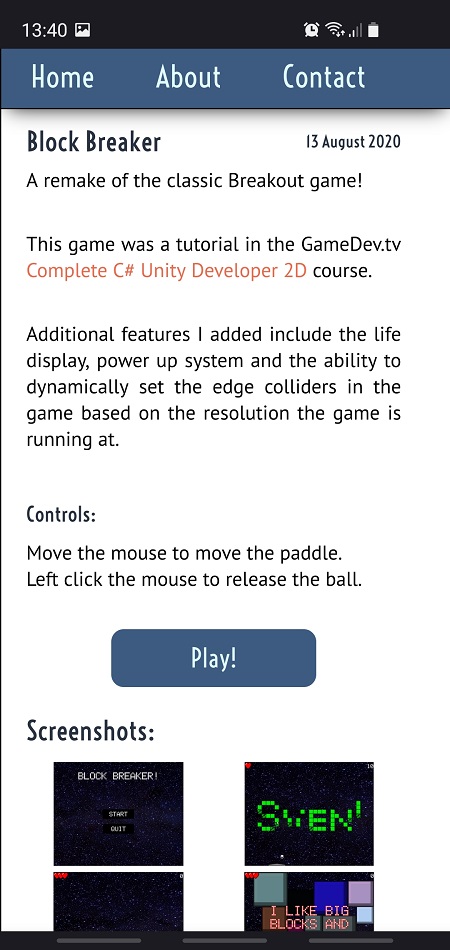 13:40
Home About Contact
Block Breaker 13 August 2020
A remake of the classic Breakout game!
This game was a tutorial in the GameDev.tv
Complete C# Unity Developer 2D course.
Additional features I added include the life
display, power up system and the ability to
dynamically set the edge colliders in the
game based on the resolution the game is
running at.
Controls:
Move the mouse to move the paddle.
Left click the mouse to release the ball.
Play!
Screenshots:
BLOCK BREAKER!
START
QUIT
SvEN!
I LIKE BIG
BLOCKS AND